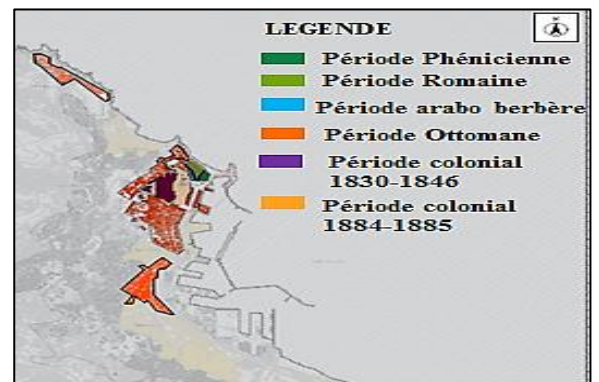 LEGENDE
Période Phénicienne
Période Romaine
Période arabo berbère
Période Ottomane
Période colonial
1830-1846
Période colonial
1884-1885